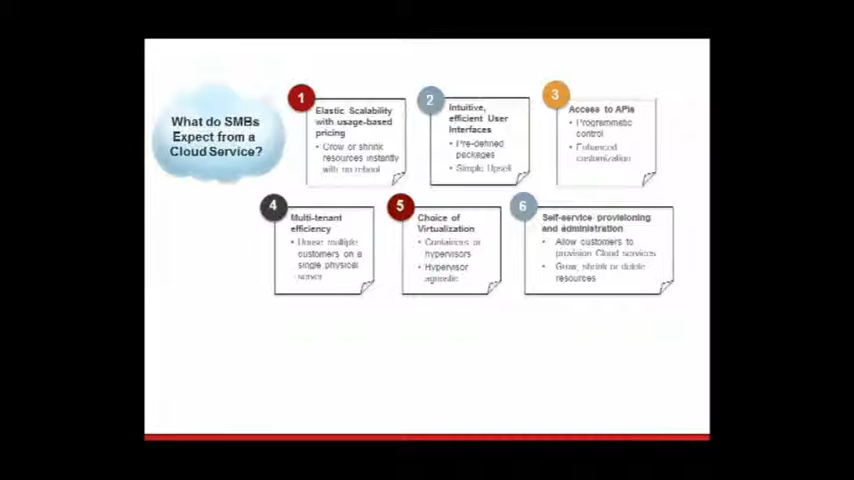 What do SMBs
Expect from a
Cloud Service?
1
Elastic Scalability
with usage-based
pricing
• Grow or shrink
resources instantly
with no reboot
2
Intuitive,
efficient User
Interfaces
• Pre-defined
packages
• Simple Upsell
3
Access to APIs
• Programmatic
control
• Enhanced
customization
4
Multi-tenant
efficiency
• House multiple
customers on a
single physical
server
5
Choice of
Virtualization
• Containers or
hypervisors
• Hypervisor
agnostic
6
Self-service provisioning
and administration
• Allow customers to
provision Cloud services
• Grow, shrink or delete
resources